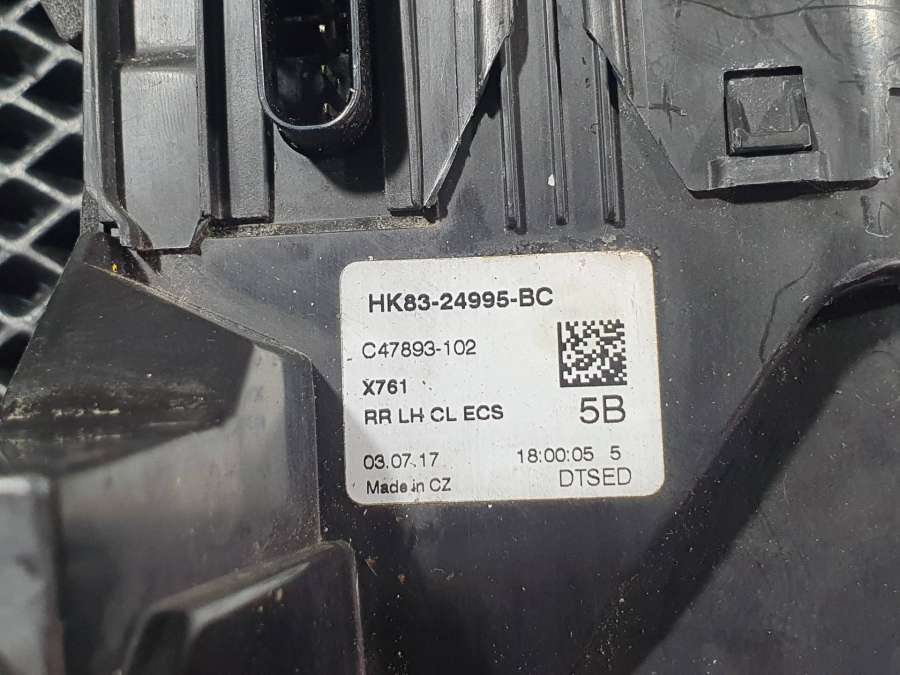 HK83-24995-BC
C47893-102
X761
RR LH CL ECS
5B
03.07.17 18:00:05 5
Made in CZ DTSED